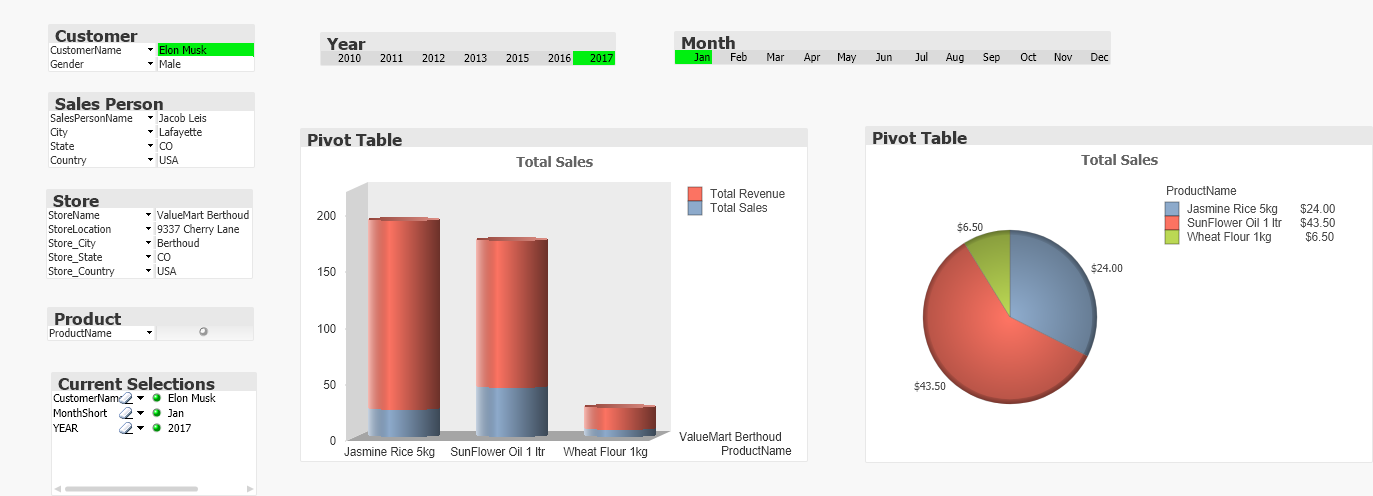 Customer
CustomerName Elon Musk
Gender Male
Sales Person
SalesPersonName Jacob Leis
City Lafayette
State CO
Country USA
Store
StoreName ValueMart Berthoud
StoreLocation 9337 Cherry Lane
Store_City Berthoud
Store_State CO
Store_Country USA
Product
ProductName
Current Selections
CustomerNam Elon Musk
MonthShort Jan
YEAR 2017
Year
2010 2011 2012 2013 2015 2016 2017
Month
Jan Feb Mar Apr May Jun Jul Aug Sep Oct Nov Dec
Pivot Table
Total Sales
Total Revenue
Total Sales
200
150
100
50
0
Jasmine Rice 5kg SunFlower Oil 1 ltr Wheat Flour 1kg
ValueMart Berthoud
ProductName
Pivot Table
Total Sales
ProductName
Jasmine Rice 5kg $24.00
SunFlower Oil 1 ltr $43.50
Wheat Flour 1kg $6.50
$6.50
$24.00
$43.50